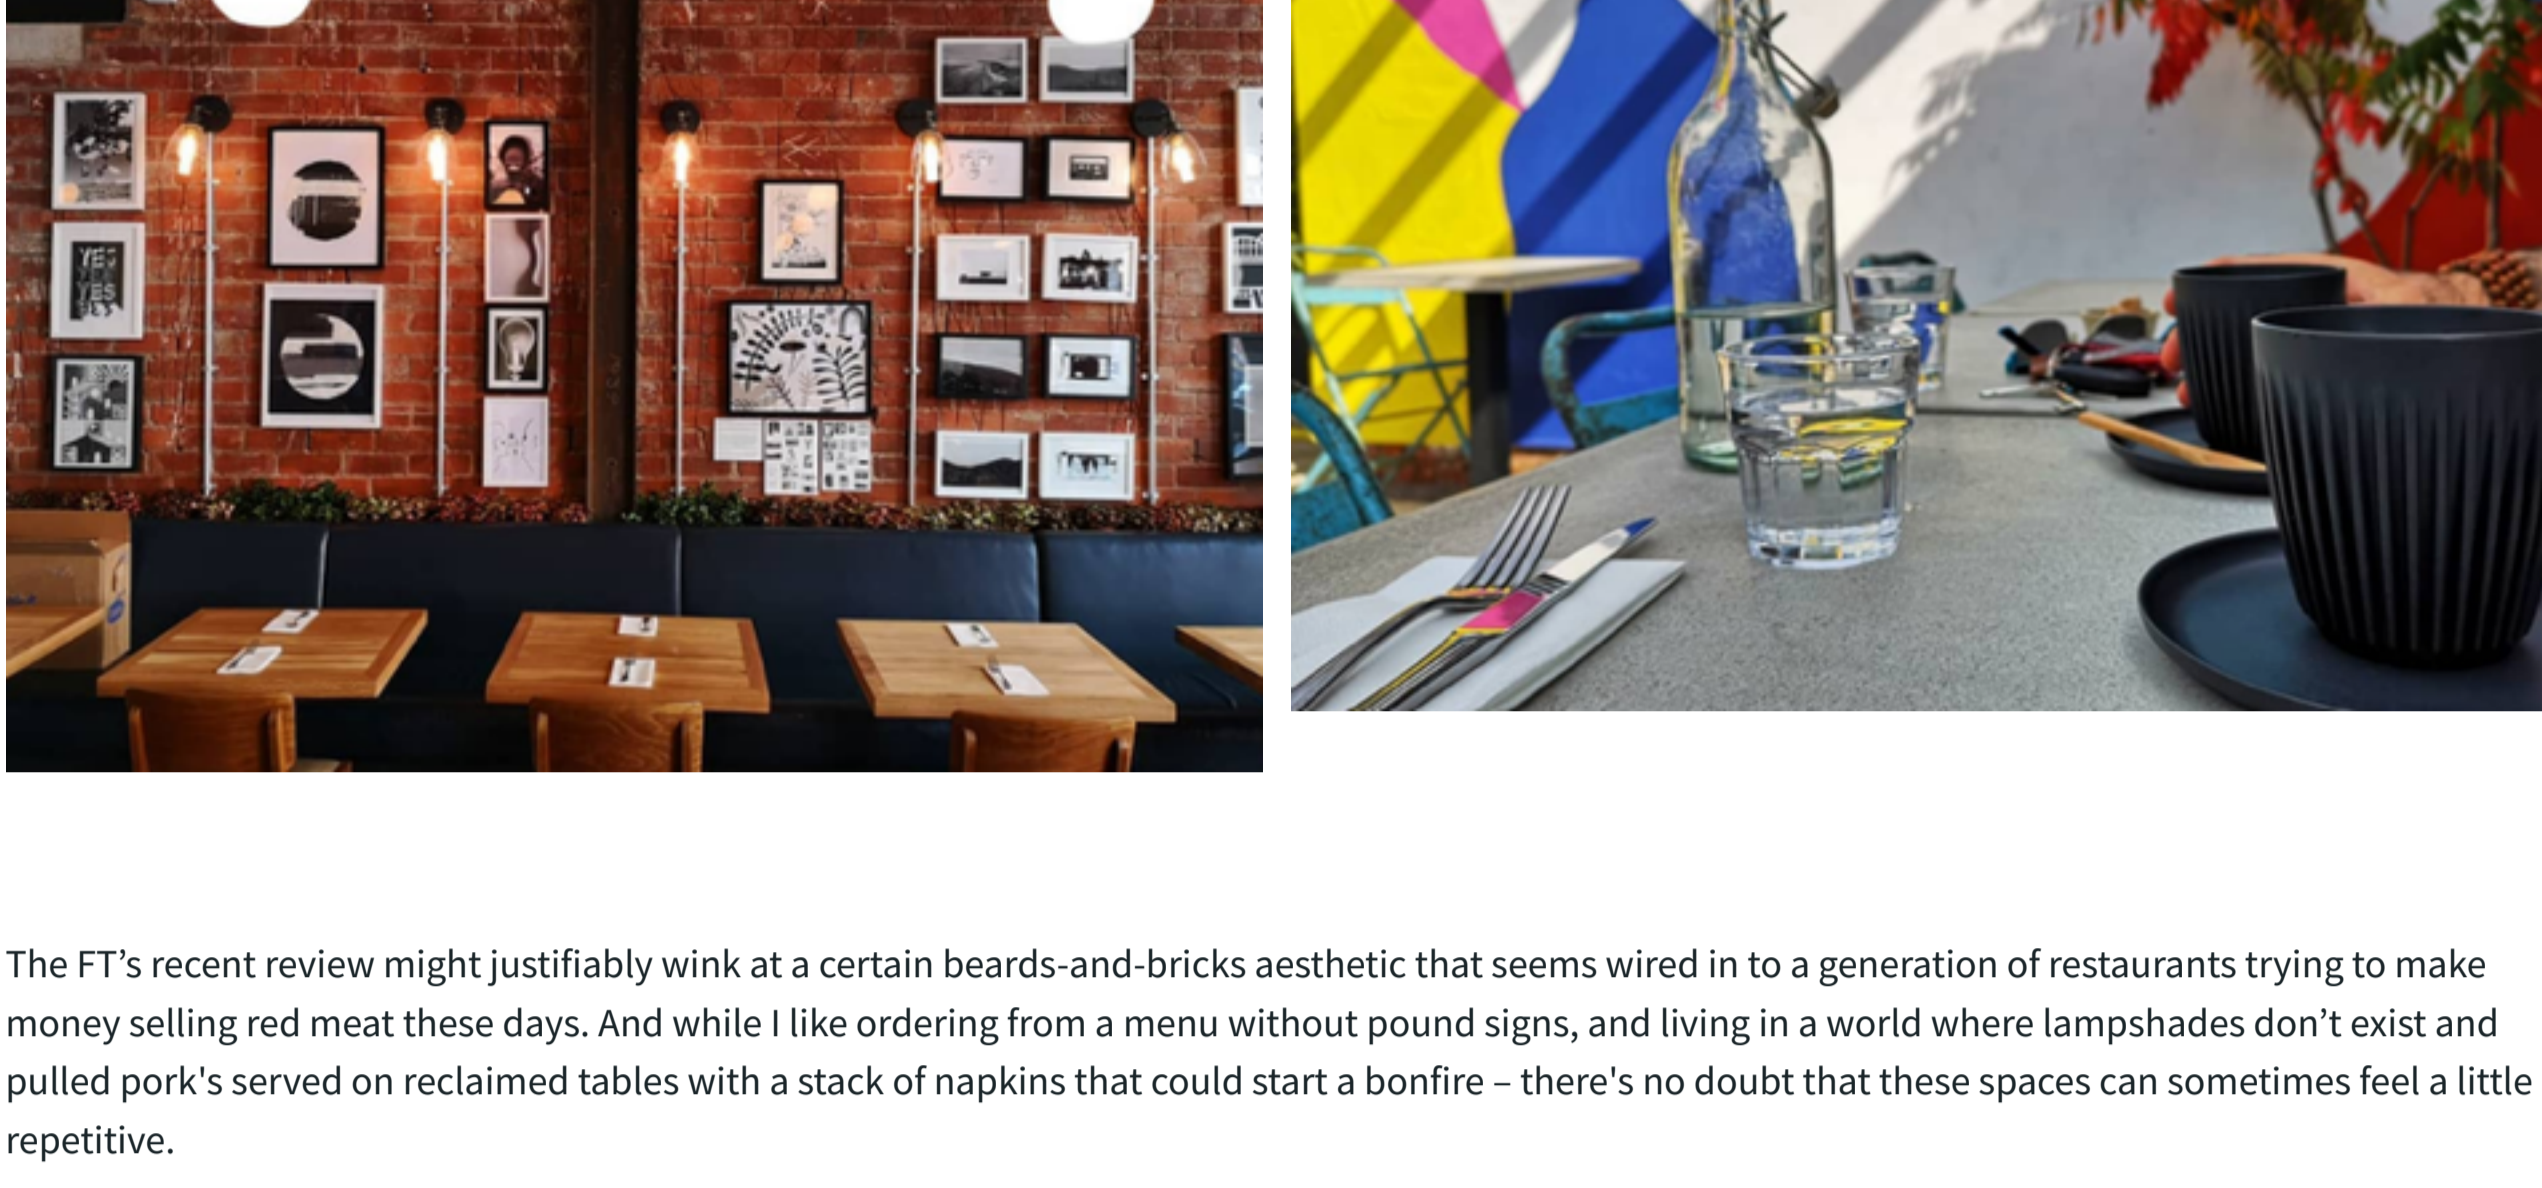 YES
YES
YES
The FT’s recent review might justifiably wink at a certain beards-and-bricks aesthetic that seems wired in to a generation of restaurants trying to make
money selling red meat these days. And while I like ordering from a menu without pound signs, and living in a world where lampshades don’t exist and
pulled pork's served on reclaimed tables with a stack of napkins that could start a bonfire – there's no doubt that these spaces can sometimes feel a little
repetitive.